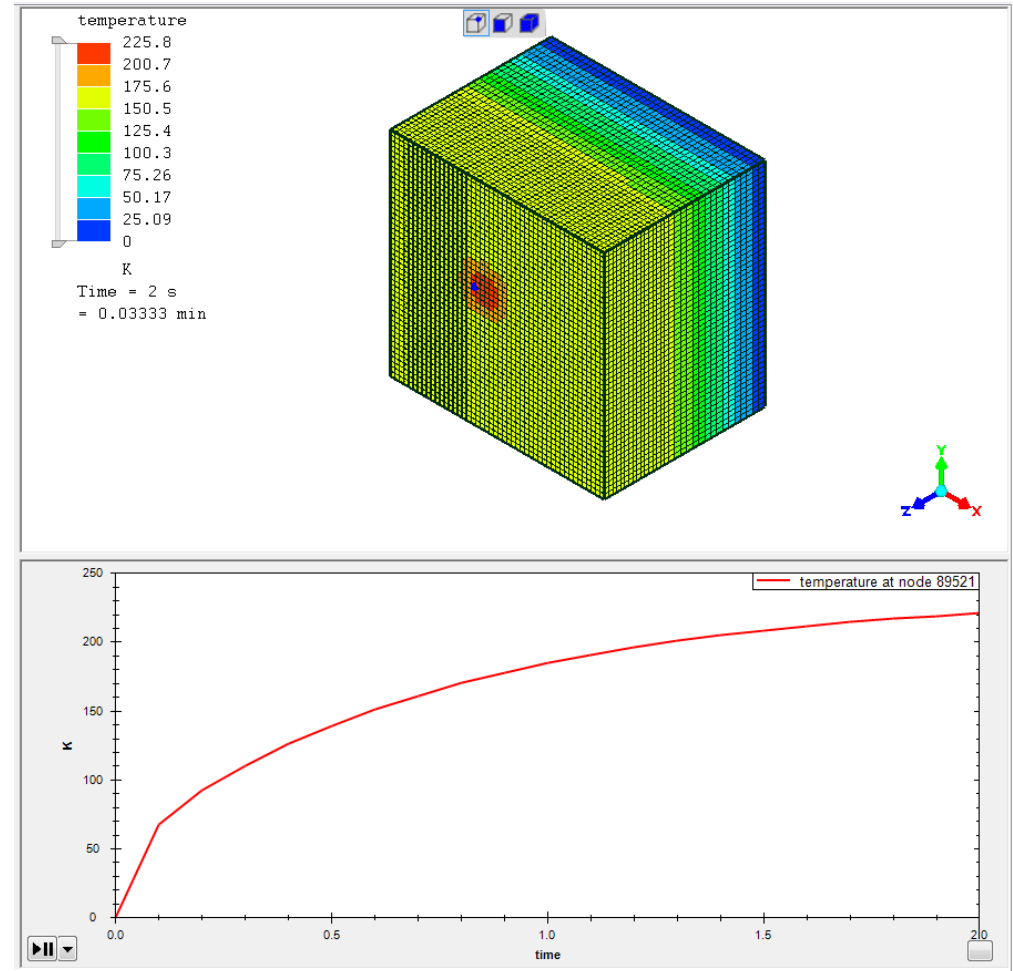 temperature
225.8
200.7
175.6
150.5
125.4
100.3
75.26
50.17
25.09
0
K
Time = 2 s
= 0.03333 min
Y
Z
X
temperature at node 89521
250
200
150
100
50
0
K
0.0
0.5
1.0
1.5
2.0
time